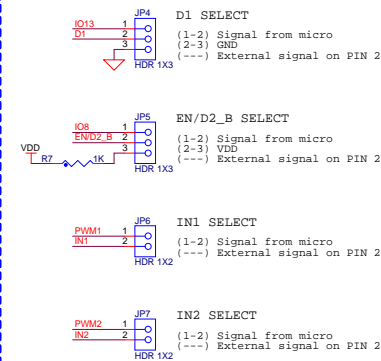 JP4
D1 SELECT
IO13
1
D1
2
3
(1-2) Signal from micro
(2-3) GND
(---) External signal on PIN 2
HDR 1X3
JP5
EN/D2_B SELECT
IO8
1
EN/D2_B
2
3
(1-2) Signal from micro
(2-3) VDD
(---) External signal on PIN 2
VDD
R7
1K
HDR 1X3
JP6
IN1 SELECT
PWM1
1
IN1
2
(1-2) Signal from micro
(---) External signal on PIN 2
HDR 1X2
JP7
IN2 SELECT
PWM2
1
IN2
2
(1-2) Signal from micro
(---) External signal on PIN 2
HDR 1X2